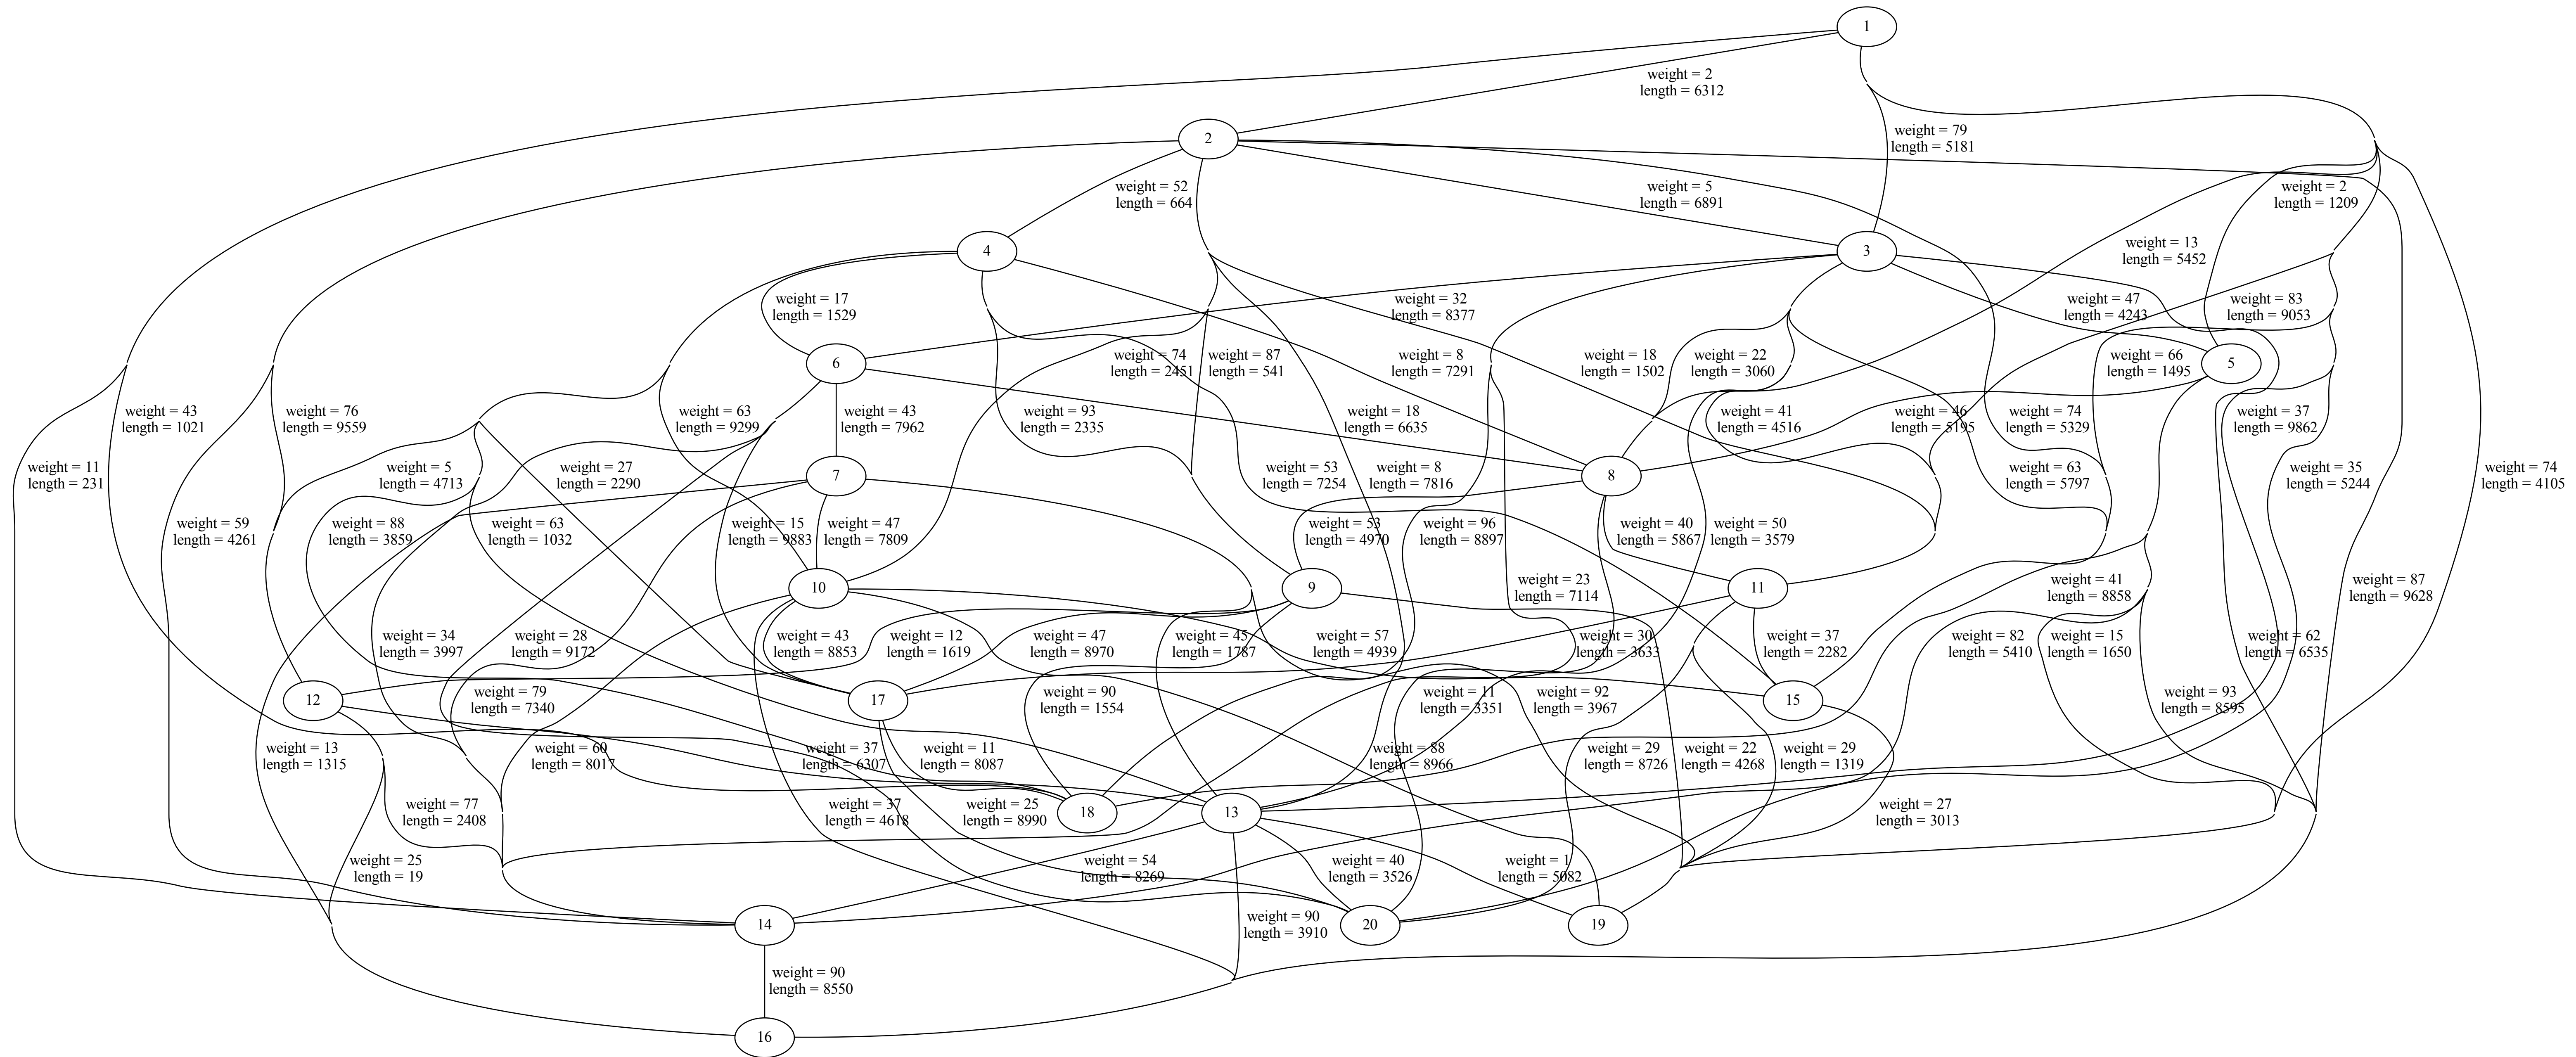 1
weight = 2
length = 6312
weight = 79
length = 5181
2
weight = 52
length = 664
weight = 5
length = 6891
weight = 2
length = 1209
4
3
weight = 13
length = 5452
weight = 17
length = 1529
weight = 32
length = 8377
weight = 47
length = 4243
weight = 83
length = 9053
6
weight = 74
length = 2451
weight = 87
length = 541
weight = 8
length = 7291
weight = 18
length = 1502
weight = 22
length = 3060
weight = 66
length = 1495
5
weight = 43
length = 1021
weight = 76
length = 9559
weight = 63
length = 9299
weight = 43
length = 7962
weight = 93
length = 2335
weight = 18
length = 6635
weight = 41
length = 4516
weight = 46
length = 5195
weight = 74
length = 5329
weight = 37
length = 9862
weight = 11
length = 231
weight = 5
length = 4713
weight = 27
length = 2290
7
weight = 53
length = 7254
weight = 8
length = 7816
8
weight = 63
length = 5797
weight = 35
length = 5244
weight = 74
length = 4105
weight = 59
length = 4261
weight = 88
length = 3859
weight = 63
length = 1032
weight = 15
length = 9883
weight = 47
length = 7809
weight = 53
length = 4970
weight = 96
length = 8897
weight = 40
length = 5867
weight = 50
length = 3579
10
9
weight = 23
length = 7114
11
weight = 41
length = 8858
weight = 87
length = 9628
weight = 34
length = 3997
weight = 28
length = 9172
weight = 43
length = 8853
weight = 12
length = 1619
weight = 47
length = 8970
weight = 45
length = 1787
weight = 57
length = 4939
weight = 30
length = 3633
weight = 37
length = 2282
weight = 82
length = 5410
weight = 15
length = 1650
weight = 62
length = 6535
12
weight = 79
length = 7340
17
weight = 90
length = 1554
weight = 11
length = 3351
weight = 92
length = 3967
15
weight = 93
length = 8595
weight = 13
length = 1315
weight = 60
length = 8017
weight = 37
length = 6307
weight = 11
length = 8087
weight = 88
length = 8966
weight = 29
length = 8726
weight = 22
length = 4268
weight = 29
length = 1319
weight = 77
length = 2408
weight = 37
length = 4618
weight = 25
length = 8990
18
13
weight = 27
length = 3013
weight = 25
length = 19
weight = 54
length = 8269
weight = 40
length = 3526
weight = 1
length = 5082
14
weight = 90
length = 3910
20
19
weight = 90
length = 8550
16